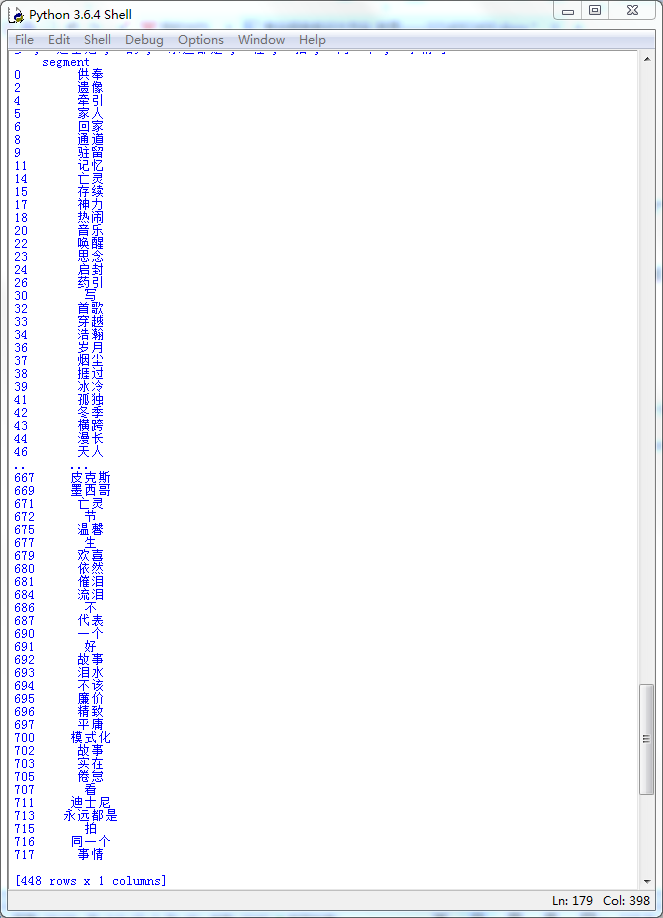 Python 3.6.4 Shell
File Edit Shell Debug Options Window Help
segment
0 供奉
2 遗像
4 牵引
5 家人
6 回家
8 通道
9 驻留
11 记忆
14 亡灵
15 存续
17 神力
18 热闹
20 音乐
22 唤醒
23 思念
24 启封
26 药引
30 写
32 首歌
33 穿越
34 浩瀚
36 岁月
37 烟尘
38 捱过
39 冰冷
41 孤独
42 冬季
43 横跨
44 漫长
46 天人
.. ...
667 皮克斯
669 墨西哥
671 亡灵
672 节
675 温馨
677 生
679 欢喜
680 依然
681 催泪
684 流泪
686 不
687 代表
690 一个
691 好
692 故事
693 泪水
694 不该
695 廉价
696 精致
697 平庸
700 模式化
702 故事
703 实在
705 倦怠
707 看
711 迪士尼
713 永远都是
715 拍
716 同一个
717 事情
[448 rows x 1 columns]
Ln: 179 Col: 398